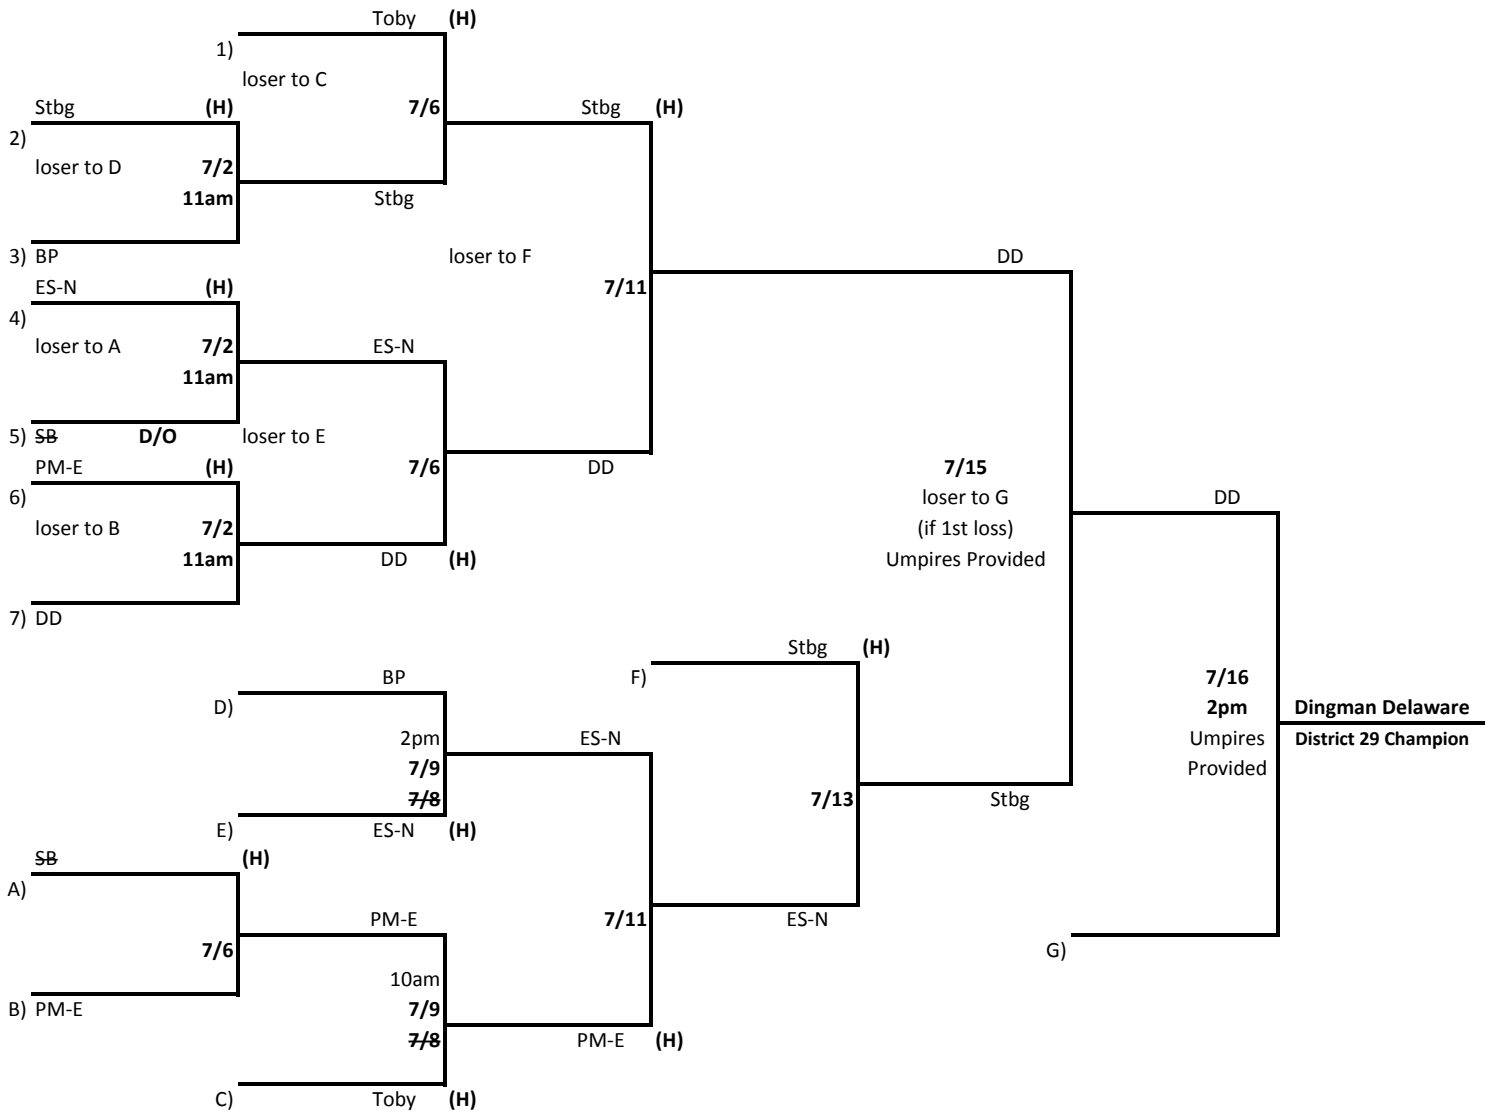 Toby (H)
1)
loser to C
Stbg (H) 7/6 Stbg (H)
2)
loser to D 7/2
11am Stbg
3) BP loser to F DD
ES-N (H) 7/11
4)
loser to A 7/2 ES-N
11am
5) SB D/O loser to E
PM-E (H) 7/6 DD 7/15
6) loser to G DD
loser to B 7/2 (if 1st loss)
11am DD (H) Umpires Provided
7) DD
Stbg (H)
BP F) 7/16
D) 2pm Dingman Delaware
2pm ES-N Umpires District 29 Champion
7/9 Provided
7/8 7/13 Stbg
E) ES-N (H)
SB (H)
A)
PM-E 7/11 ES-N
7/6 G)
10am
B) PM-E 7/9
7/8 PM-E (H)
C) Toby (H)